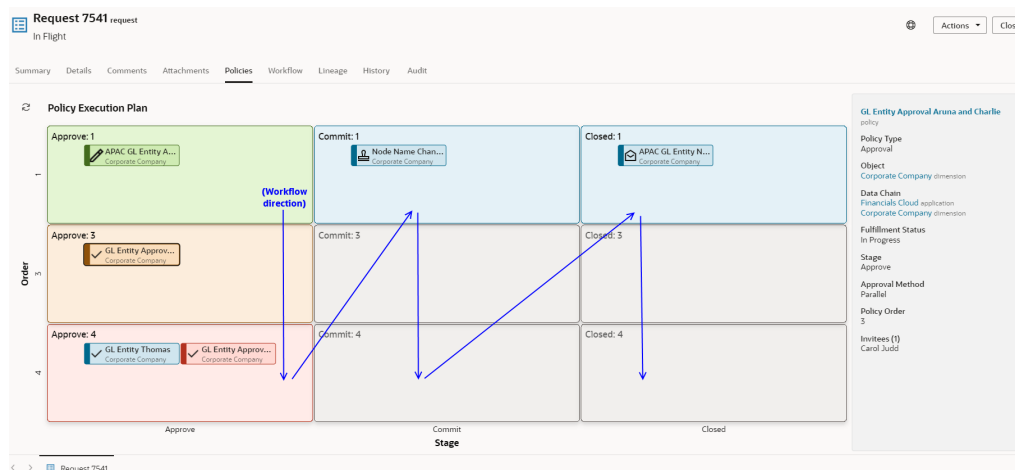 Request 7541 request
In Flight
Actions
Clos
Summary Details Comments Attachments Policies Workflow Lineage History Audit
Policy Execution Plan
Approve: 1
APAC GL Entity A...
Corporate Company
(Workflow
direction)
Commit: 1
Node Name Chan...
Corporate Company
Closed: 1
APAC GL Entity N...
Corporate Company
1
Approve: 3
GL Entity Approv...
Corporate Company
Commit: 3
Closed: 3
3
Order
Approve: 4
GL Entity Thomas
Corporate Company
GL Entity Approv...
Corporate Company
Commit: 4
Closed: 4
4
Approve Commit Closed
Stage
GL Entity Approval Aruna and Charlie
policy
Policy Type
Approval
Object
Corporate Company dimension
Data Chain
Financials Cloud application
Corporate Company dimension
Fulfillment Status
In Progress
Stage
Approve
Approval Method
Parallel
Policy Order
3
Invitees (1)
Carol Judd
Request 7541